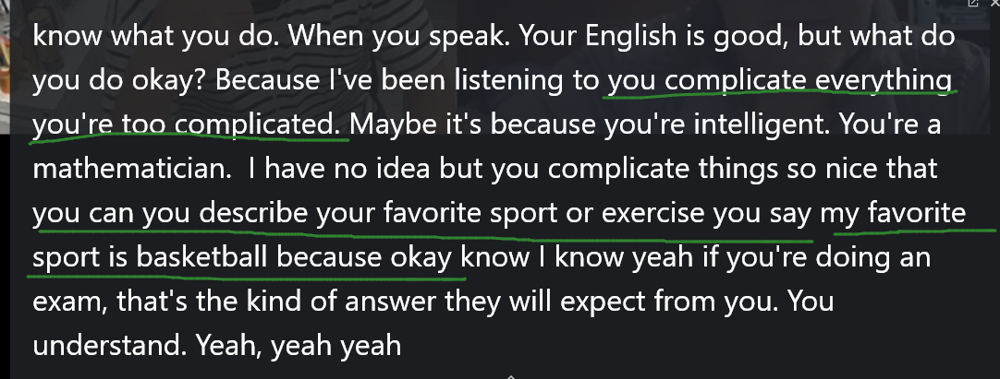 know what you do. When you speak. Your English is good, but what do
you do okay? Because I've been listening to you complicate everything
you're too complicated. Maybe it's because you're intelligent. You're a
mathematician.  I have no idea but you complicate things so nice that
you can you describe your favorite sport or exercise you say my favorite
sport is basketball because okay know I know yeah if you're doing an
exam, that's the kind of answer they will expect from you. You
understand. Yeah, yeah yeah